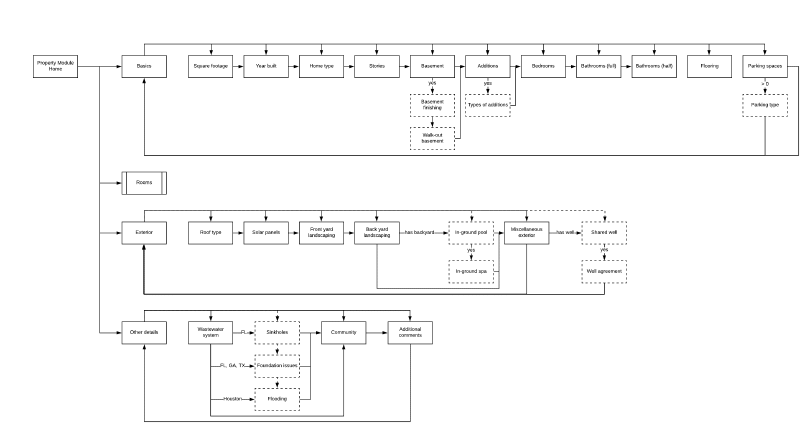 Property Module
Home
Basics
Square footage
Year built
Home type
Stories
Basement
Additions
Bedrooms
Bathrooms (full)
Bathrooms (half)
Flooring
Parking spaces
yes
yes
> 0
Basement
finishing
Types of additions
Parking type
Walk-out
basement
Rooms
Exterior
Roof type
Solar panels
Front yard
landscaping
Back yard
landscaping
has backyard
In-ground pool
Miscellaneous
exterior
has well
Shared well
yes
yes
In-ground spa
Well agreement
Other details
Wastewater
system
FL
Sinkholes
Community
Additional
comments
FL, GA, TX
Foundation issues
Houston
Flooding